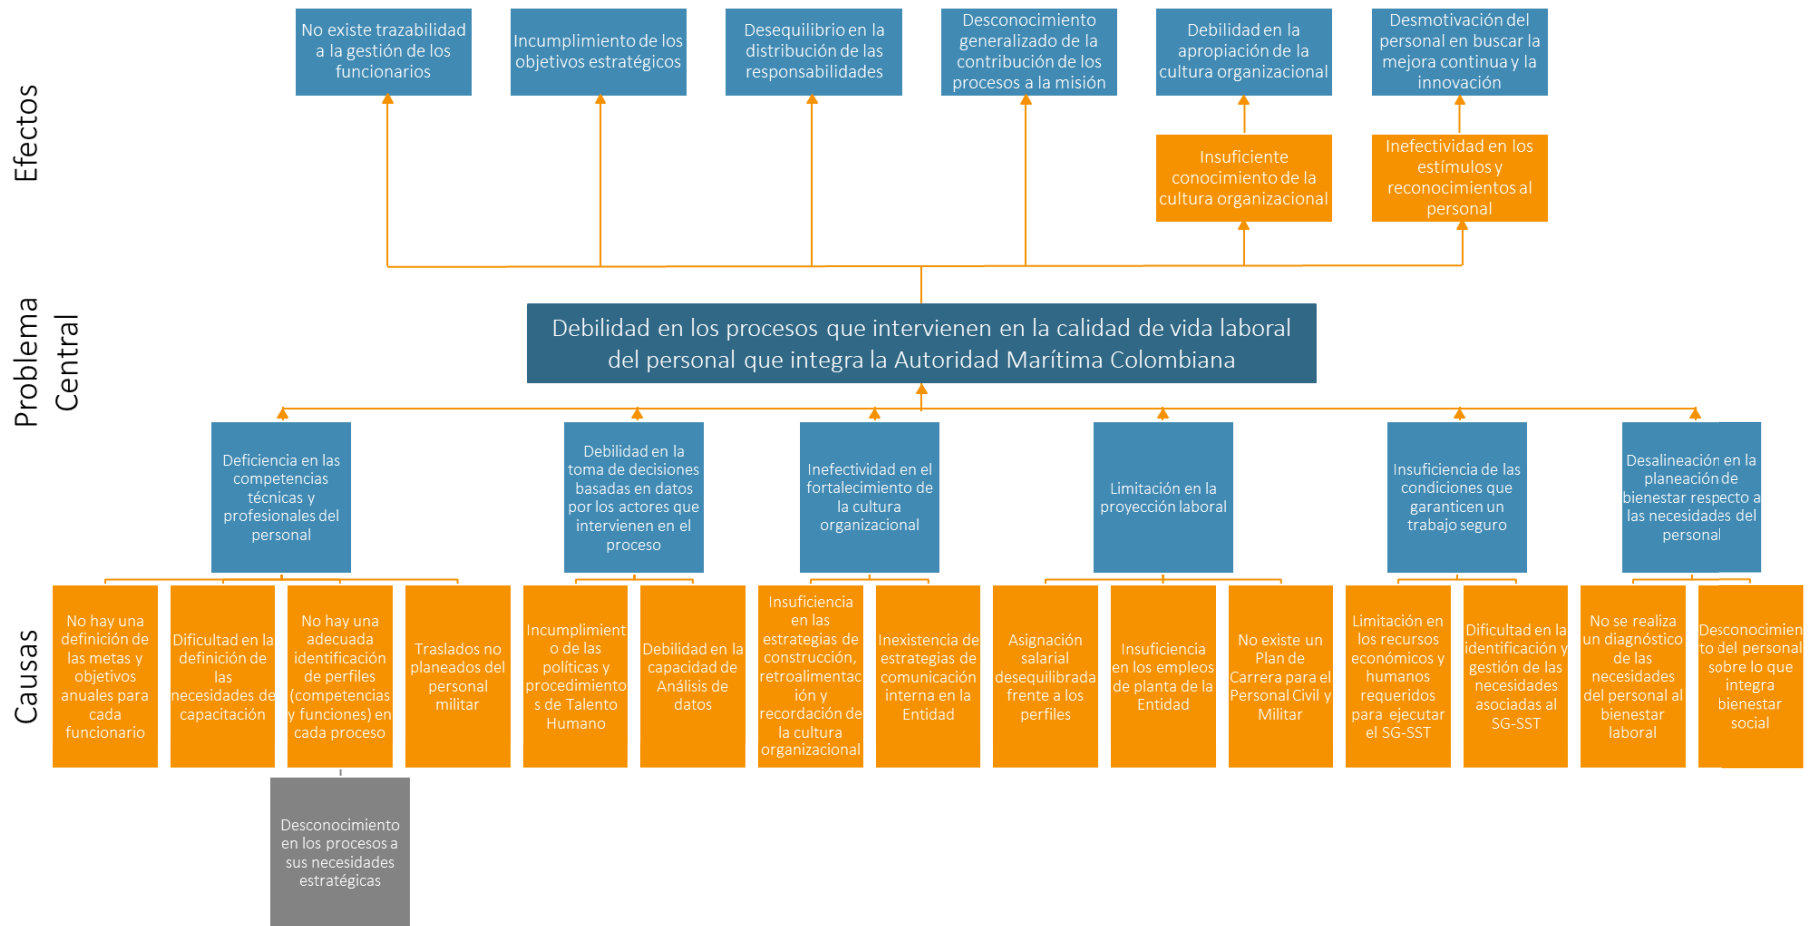 Efectos
No existe trazabilidad
a la gestión de los
funcionarios
Incumplimiento de los
objetivos estratégicos
Desequilibrio en la
distribución de las
responsabilidades
Desconocimiento
generalizado de la
contribución de los
procesos a la misión
Debilidad en la
apropiación de la
cultura organizacional
Desmotivación del
personal en buscar la
mejora continua y la
innovación
Insuficiente
conocimiento de la
cultura organizacional
Inefectividad en los
estímulos y
reconocimientos al
personal
Problema
Central
Debilidad en los procesos que intervienen en la calidad de vida laboral
del personal que integra la Autoridad Marítima Colombiana
Causas
Deficiencia en las
competencias
técnicas y
profesionales del
personal
Debilidad en la
toma de decisiones
basadas en datos
por los actores que
intervienen en el
proceso
Inefectividad en el
fortalecimiento de
la cultura
organizacional
Limitación en la
proyección laboral
Insuficiencia de las
condiciones que
garanticen un
trabajo seguro
Desalineación en la
planeación de
bienestar respecto a
las necesidades del
personal
No hay una
definición de
las metas y
objetivos
anuales para
cada
funcionario
Dificultad en la
definición de
las
necesidades de
capacitación
No hay una
adecuada
identificación
de perfiles
(competencias
y funciones) en
cada proceso
Traslados no
planeados del
personal
militar
Incumplimient
o de las
políticas y
procedimiento
s de Talento
Humano
Debilidad en la
capacidad de
Análisis de
datos
Insuficiencia
en las
estrategias de
construcción,
retroalimentac
ión y
recordación de
la cultura
organizacional
Inexistencia de
estrategias de
comunicación
interna en la
Entidad
Asignación
salarial
desequilibrada
frente a los
perfiles
Insuficiencia
en los empleos
de planta de la
Entidad
No existe un
Plan de
Carrera para el
Personal Civil y
Militar
Limitación en
los recursos
económicos y
humanos
requeridos
para ejecutar
el SG-SST
Dificultad en la
identificación y
gestión de las
necesidades
asociadas al
SG-SST
No se realiza
un diagnóstico
de las
necesidades
del personal al
bienestar
laboral
Desconocimien
to del personal
sobre lo que
integra
bienestar
social
Desconocimiento
en los procesos a
sus necesidades
estratégicas